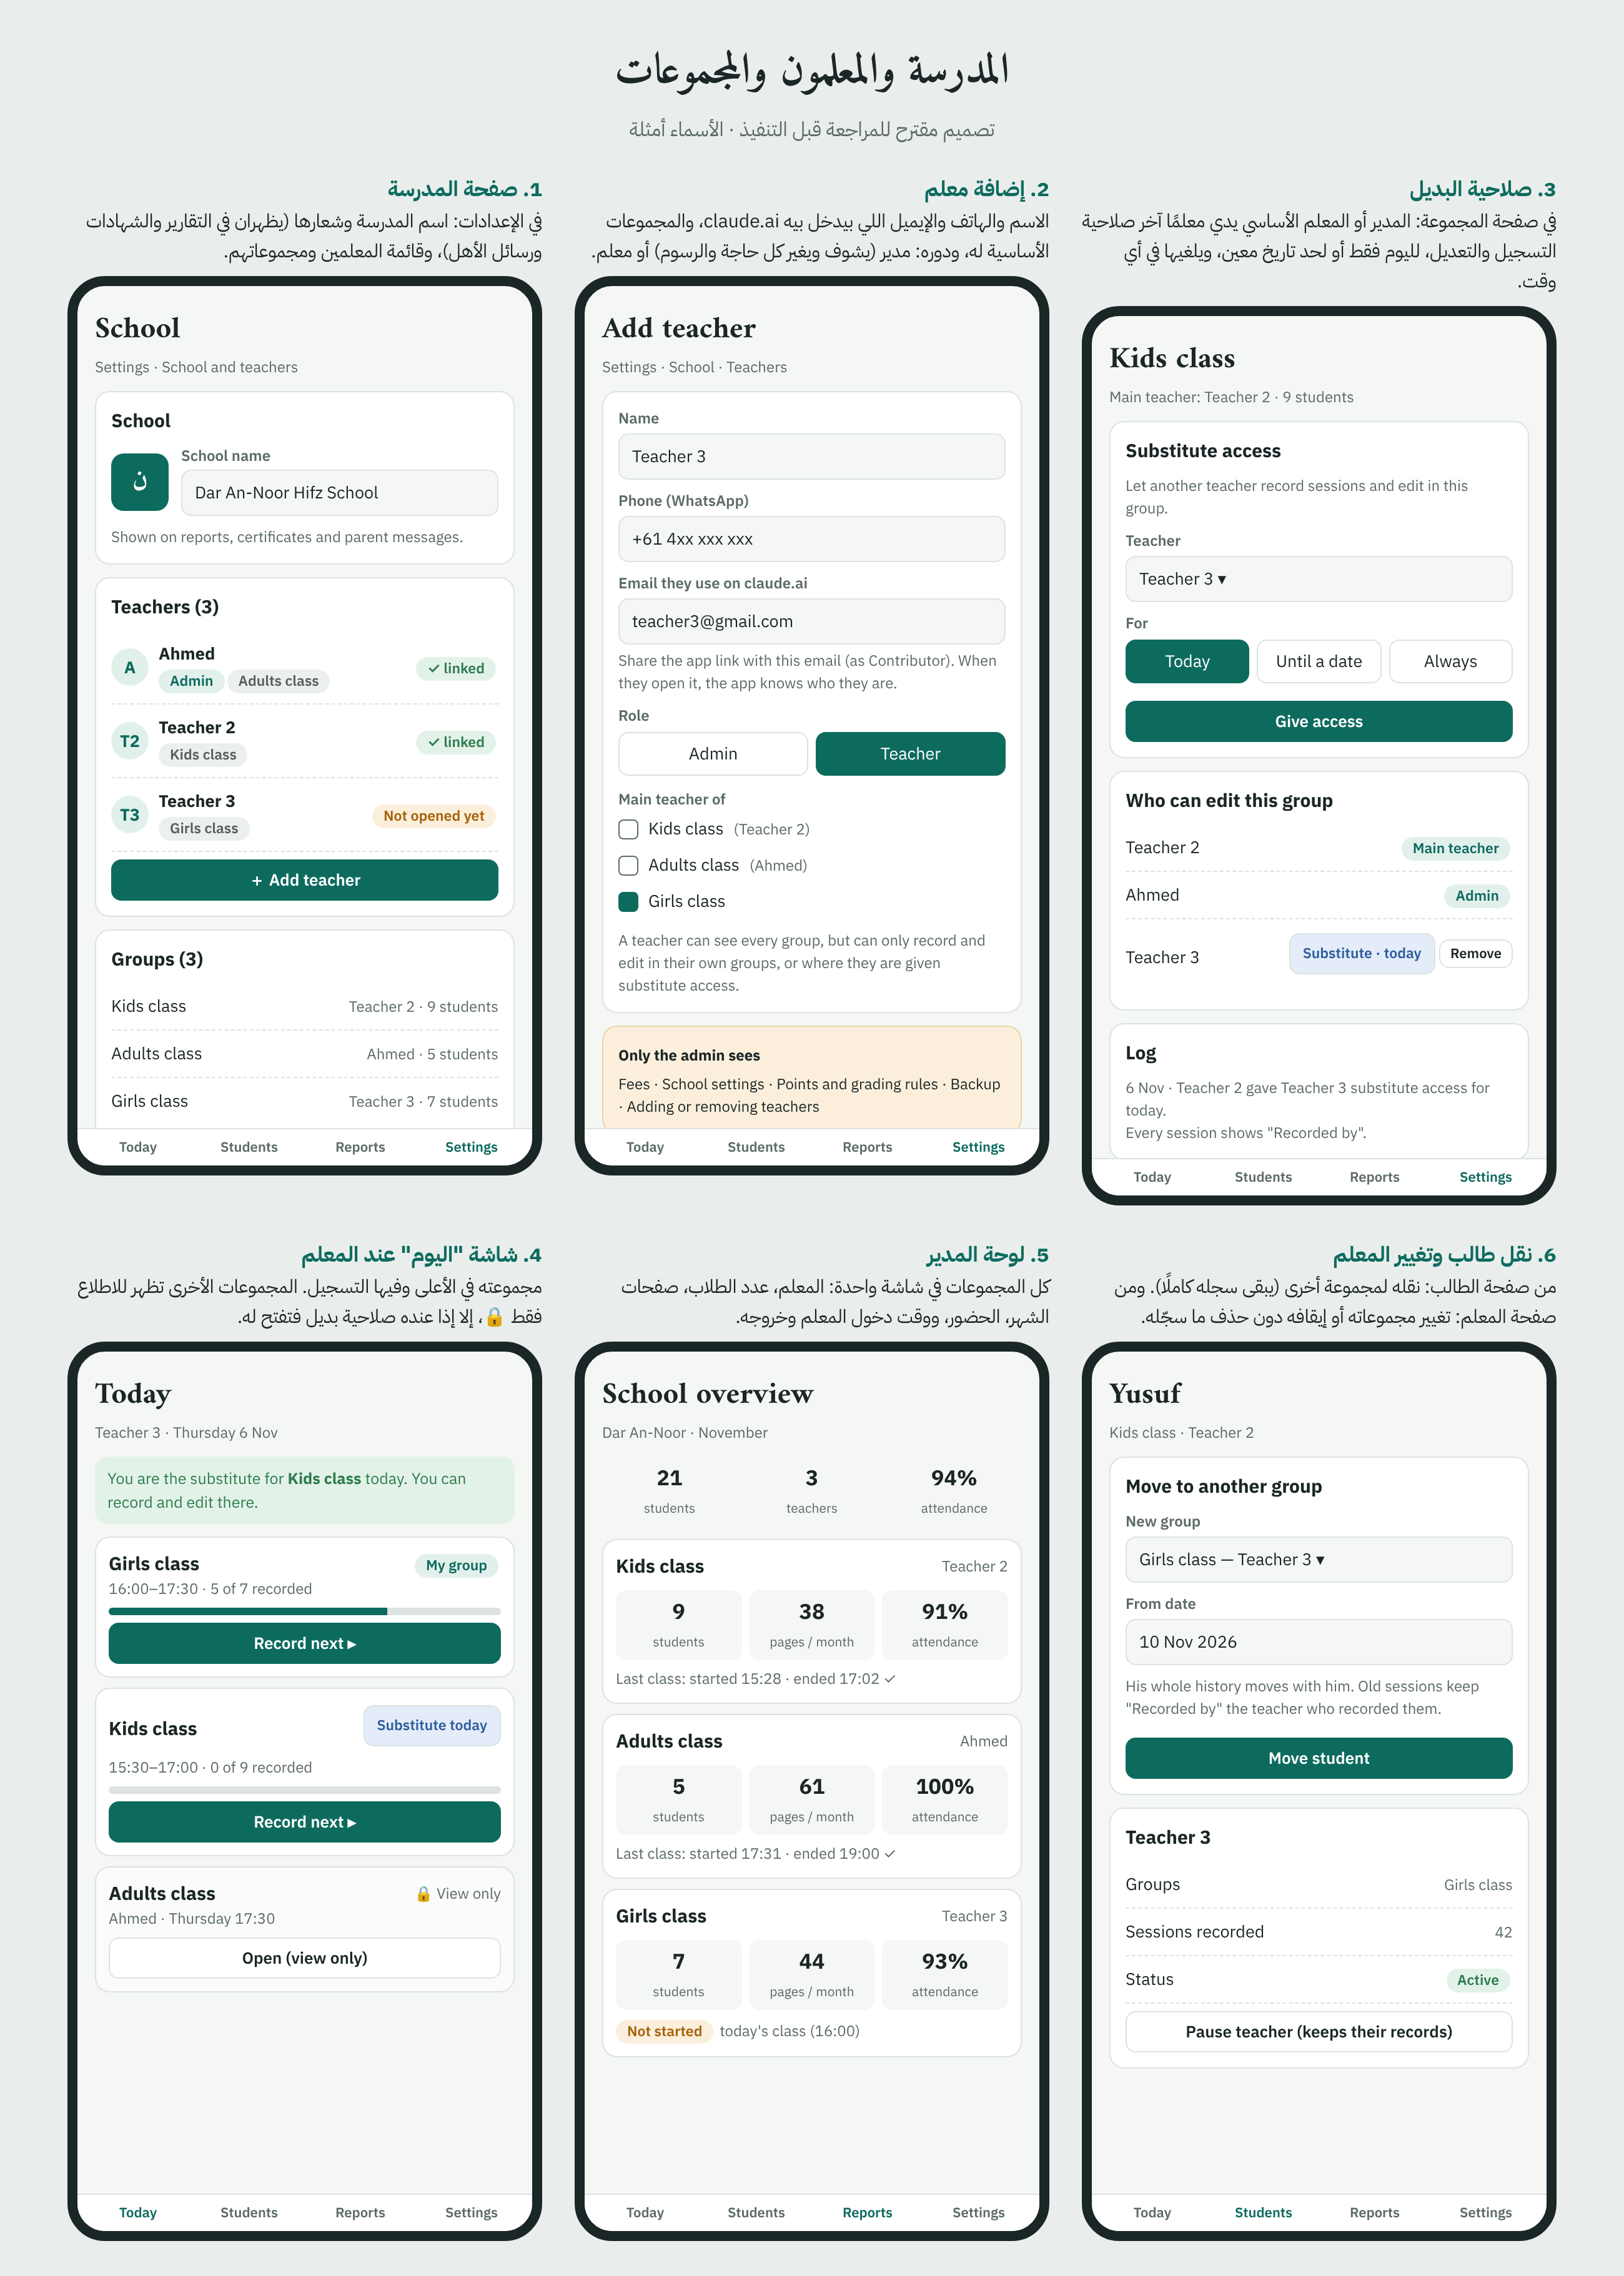 المدرسة والمعلمون والمجموعات
تصميم مقترح للمراجعة قبل التنفيذ · الأسماء أمثلة
1. صفحة المدرسة
في الإعدادات: اسم المدرسة وشعارها (يظهران في التقارير والشهادات
ورسائل الأهل)، وقائمة المعلمين ومجموعاتهم.
School
Settings · School and teachers
School
ن
School name
Dar An-Noor Hifz School
Shown on reports, certificates and parent messages.
Teachers (3)
A
Ahmed
Admin
Adults class
✓ linked
T2
Teacher 2
Kids class
✓ linked
T3
Teacher 3
Girls class
Not opened yet
+ Add teacher
Groups (3)
Kids class
Teacher 2 · 9 students
Adults class
Ahmed · 5 students
Girls class
Teacher 3 · 7 students
Today Students Reports Settings
2. إضافة معلم
الاسم والهاتف والإيميل اللي بيدخل بيه claude.ai، والمجموعات
الأساسية له، ودوره: مدير (يشوف ويغير كل حاجة والرسوم) أو معلم.
Add teacher
Settings · School · Teachers
Name
Teacher 3
Phone (WhatsApp)
+61 4xx xxx xxx
Email they use on claude.ai
teacher3@gmail.com
Share the app link with this email (as Contributor). When
they open it, the app knows who they are.
Role
Admin
Teacher
Main teacher of
Kids class (Teacher 2)
Adults class (Ahmed)
Girls class
A teacher can see every group, but can only record and
edit in their own groups, or where they are given
substitute access.
Only the admin sees
Fees · School settings · Points and grading rules · Backup
· Adding or removing teachers
Today Students Reports Settings
3. صلاحية البديل
في صفحة المجموعة: المدير أو المعلم الأساسي يدي معلمًا آخر صلاحية
التسجيل والتعديل، لليوم فقط أو لحد تاريخ معين، ويلغيها في أي
وقت.
Kids class
Main teacher: Teacher 2 · 9 students
Substitute access
Let another teacher record sessions and edit in this
group.
Teacher
Teacher 3 ▾
For
Today
Until a date
Always
Give access
Who can edit this group
Teacher 2
Main teacher
Ahmed
Admin
Teacher 3
Substitute · today
Remove
Log
6 Nov · Teacher 2 gave Teacher 3 substitute access for
today.
Every session shows "Recorded by".
Today Students Reports Settings
4. شاشة "اليوم" عند المعلم
مجموعته في الأعلى وفيها التسجيل. المجموعات الأخرى تظهر للاطلاع
فقط 🔒، إلا إذا عنده صلاحية بديل فتفتح له.
Today
Teacher 3 · Thursday 6 Nov
You are the substitute for Kids class today. You can
record and edit there.
Girls class
My group
16:00–17:30 · 5 of 7 recorded
Record next ▸
Kids class
Substitute today
15:30–17:00 · 0 of 9 recorded
Record next ▸
Adults class
🔒 View only
Ahmed · Thursday 17:30
Open (view only)
Today Students Reports Settings
5. لوحة المدير
كل المجموعات في شاشة واحدة: المعلم، عدد الطلاب، صفحات
الشهر، الحضور، ووقت دخول المعلم وخروجه.
School overview
Dar An-Noor · November
21 3 94%
students teachers attendance
Kids class
Teacher 2
9 38 91%
students pages / month attendance
Last class: started 15:28 · ended 17:02 ✓
Adults class
Ahmed
5 61 100%
students pages / month attendance
Last class: started 17:31 · ended 19:00 ✓
Girls class
Teacher 3
7 44 93%
students pages / month attendance
Not started today's class (16:00)
Today Students Reports Settings
6. نقل طالب وتغيير المعلم
من صفحة الطالب: نقله لمجموعة أخرى (يبقى سجله كاملًا). ومن
صفحة المعلم: تغيير مجموعاته أو إيقافه دون حذف ما سجّله.
Yusuf
Kids class · Teacher 2
Move to another group
New group
Girls class — Teacher 3 ▾
From date
10 Nov 2026
His whole history moves with him. Old sessions keep
"Recorded by" the teacher who recorded them.
Move student
Teacher 3
Groups
Girls class
Sessions recorded
42
Status
Active
Pause teacher (keeps their records)
Today Students Reports Settings